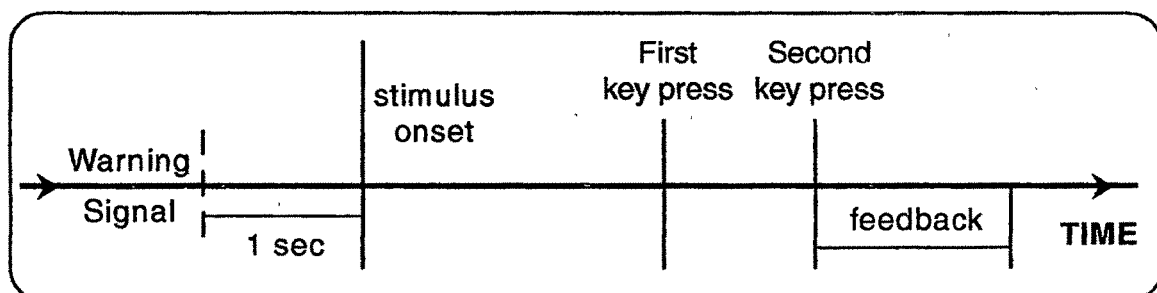 First
key press
Second
key press
stimulus
onset
Warning
Signal
1 sec
feedback
TIME